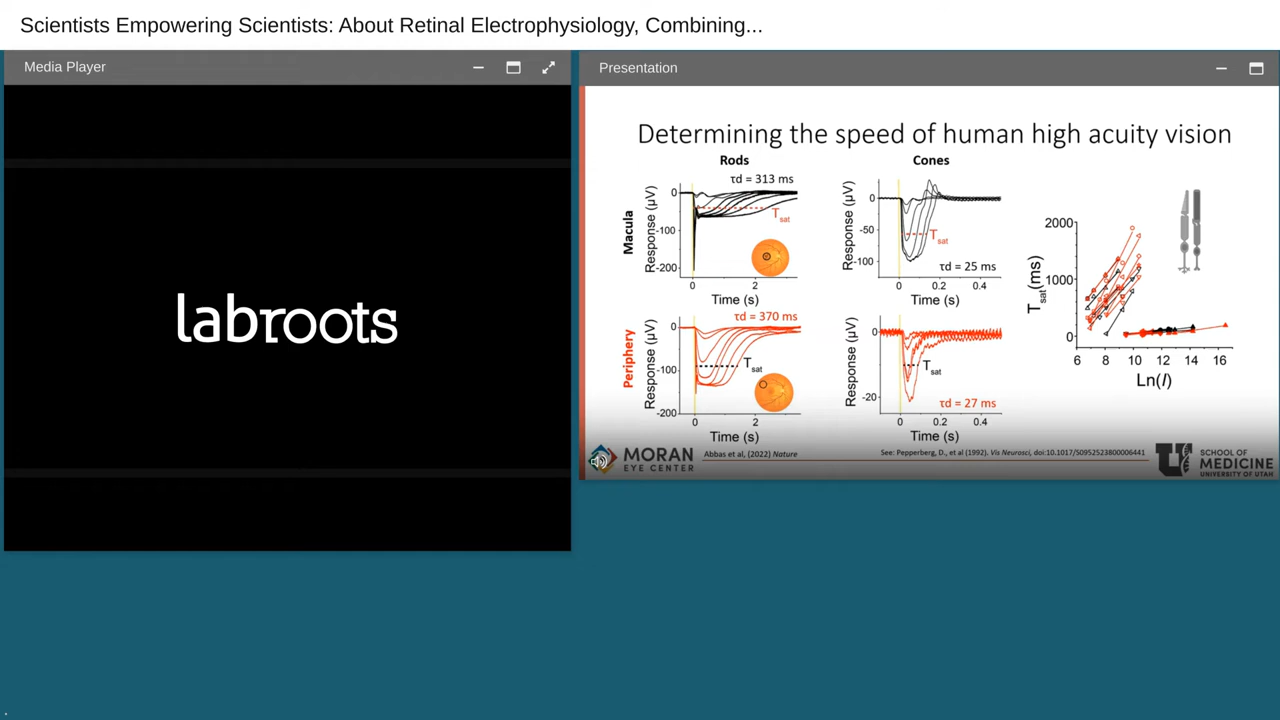 Scientists Empowering Scientists: About Retinal Electrophysiology, Combining...
Media Player
labroots
Presentation
Determining the speed of human high acuity vision
Rods
Cones
Macula
Response (µV)
0
-100
-200
τd = 313 ms
Tsat
0
2
Time (s)
Response (µV)
0
-50
-100
Tsat
τd = 25 ms
0
0.2
0.4
Time (s)
Periphery
Response (µV)
0
-100
-200
τd = 370 ms
Tsat
0
2
Time (s)
Response (µV)
0
-20
Tsat
τd = 27 ms
0
0.2
0.4
Time (s)
Tsat(ms)
2000
1000
0
6 8 10 12 14 16
Ln(I)
MORAN
EYE CENTER
Abbas et al, (2022) Nature
See: Pepperberg, D., et al (1992). Vis Neurosci, doi:10.1017/S0952523800006441
SCHOOL OF
MEDICINE
UNIVERSITY OF UTAH